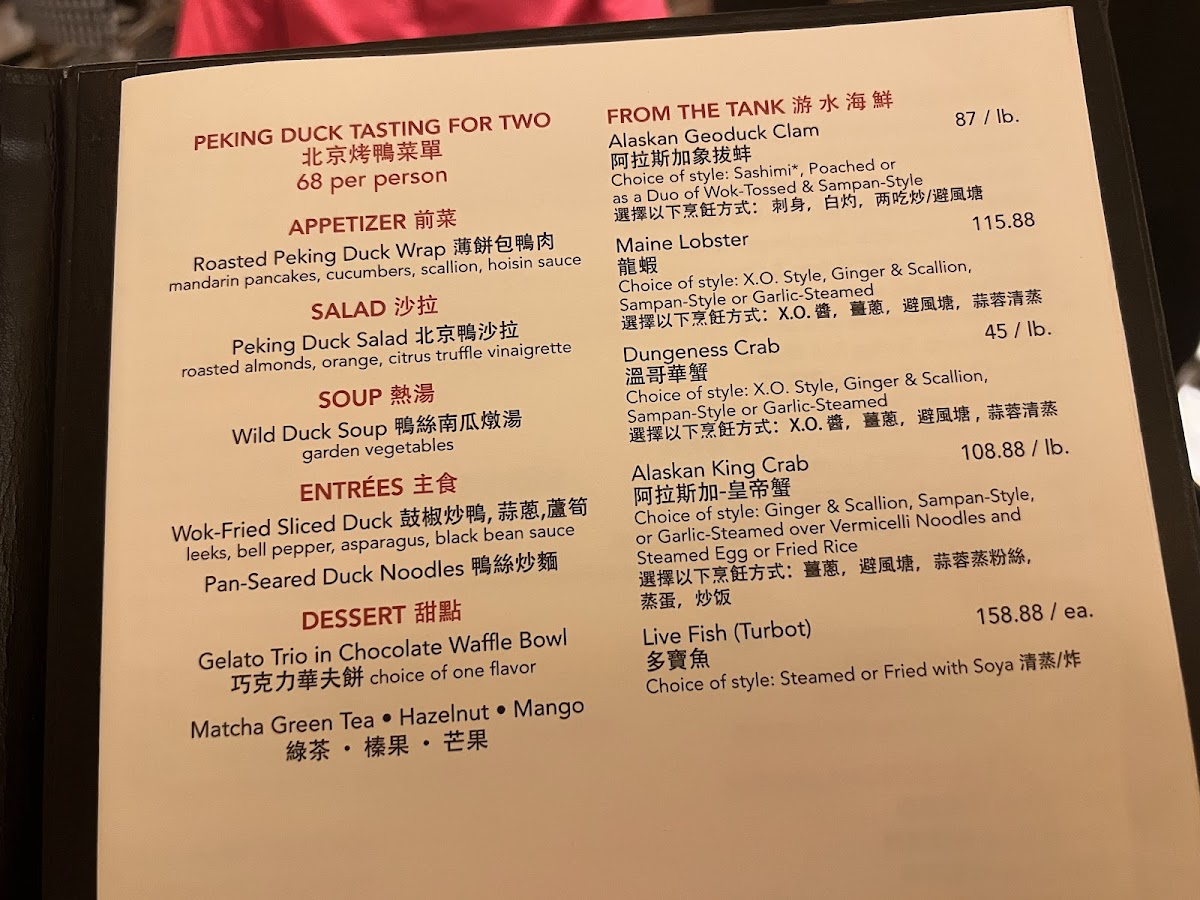 PEKING DUCK TASTING FOR TWO
北京烤鴨菜單
68 per person
APPETIZER 前菜
Roasted Peking Duck Wrap 薄餅包鴨肉
mandarin pancakes, cucumbers, scallion, hoisin sauce
SALAD 沙拉
Peking Duck Salad 北京鴨沙拉
roasted almonds, orange, citrus truffle vinaigrette
SOUP 熱湯
Wild Duck Soup 鴨絲南瓜燉湯
garden vegetables
ENTRÉES 主食
Wok-Fried Sliced Duck 鼓椒炒鴨, 蒜蔥,蘆筍
leeks, bell pepper, asparagus, black bean sauce
Pan-Seared Duck Noodles 鴨絲炒麵
DESSERT 甜點
Gelato Trio in Chocolate Waffle Bowl
巧克力華夫餅 choice of one flavor
Matcha Green Tea • Hazelnut • Mango
綠茶 • 榛果 • 芒果
FROM THE TANK 游水海鮮
Alaskan Geoduck Clam 87 / lb.
阿拉斯加象拔蚌
Choice of style: Sashimi*, Poached or
as a Duo of Wok-Tossed & Sampan-Style
選擇以下烹飪方式： 刺身，白灼，两吃炒/避風塘
Maine Lobster 115.88
龍蝦
Choice of style: X.O. Style, Ginger & Scallion,
Sampan-Style or Garlic-Steamed
選擇以下烹飪方式：X.O. 醬，薑蔥，避風塘，蒜蓉清蒸
Dungeness Crab 45 / lb.
溫哥華蟹
Choice of style: X.O. Style, Ginger & Scallion,
Sampan-Style or Garlic-Steamed
選擇以下烹飪方式：X.O. 醬，薑蔥，避風塘 , 蒜蓉清蒸
Alaskan King Crab 108.88 / lb.
阿拉斯加-皇帝蟹
Choice of style: Ginger & Scallion, Sampan-Style,
or Garlic-Steamed over Vermicelli Noodles and
Steamed Egg or Fried Rice
選擇以下烹飪方式：薑蔥，避風塘，蒜蓉蒸粉絲，
蒸蛋，炒饭
Live Fish (Turbot) 158.88 / ea.
多寶魚
Choice of style: Steamed or Fried with Soya 清蒸/炸